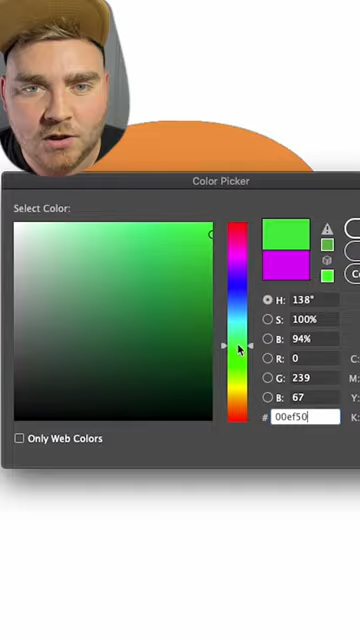 Color Picker
Select Color:
H: 138°
S: 100%
B: 94%
R: 0
C:
G: 239
M:
B: 67
Y:
# 00ef50
K:
Only Web Colors